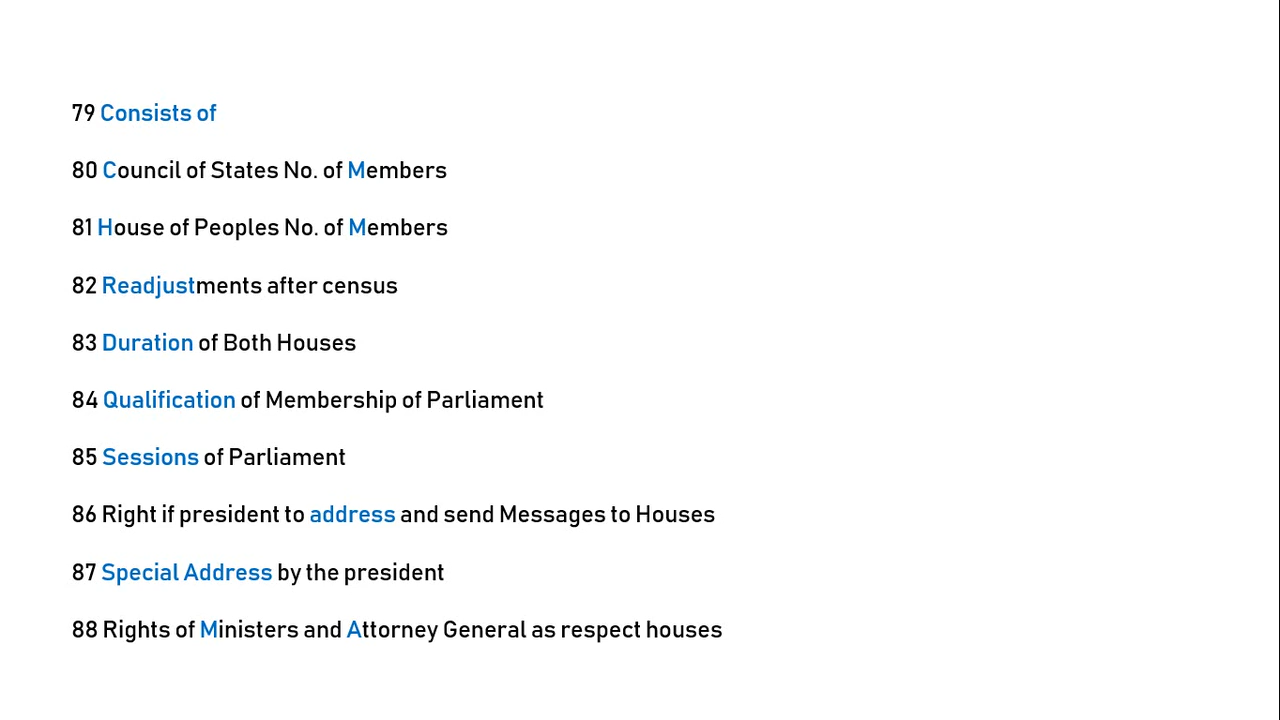 79 Consists of
80 Council of States No. of Members
81 House of Peoples No. of Members
82 Readjustments after census
83 Duration of Both Houses
84 Qualification of Membership of Parliament
85 Sessions of Parliament
86 Right if president to address and send Messages to Houses
87 Special Address by the president
88 Rights of Ministers and Attorney General as respect houses